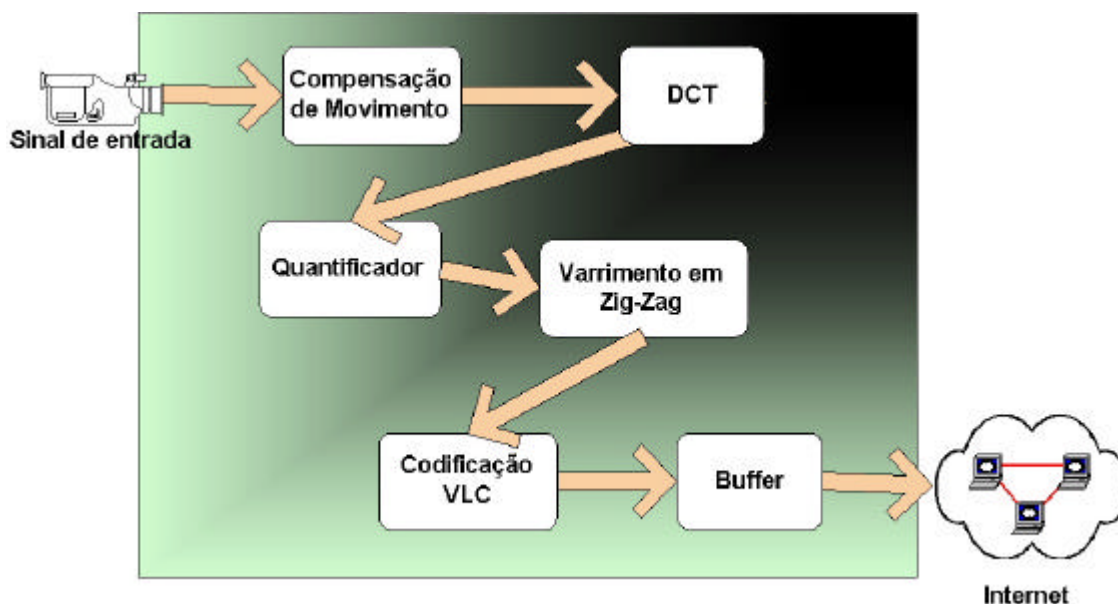 Sinal de entrada
Compensação
de Movimento
DCT
Quantificador
Varrimento em
Zig-Zag
Codificação
VLC
Buffer
Internet